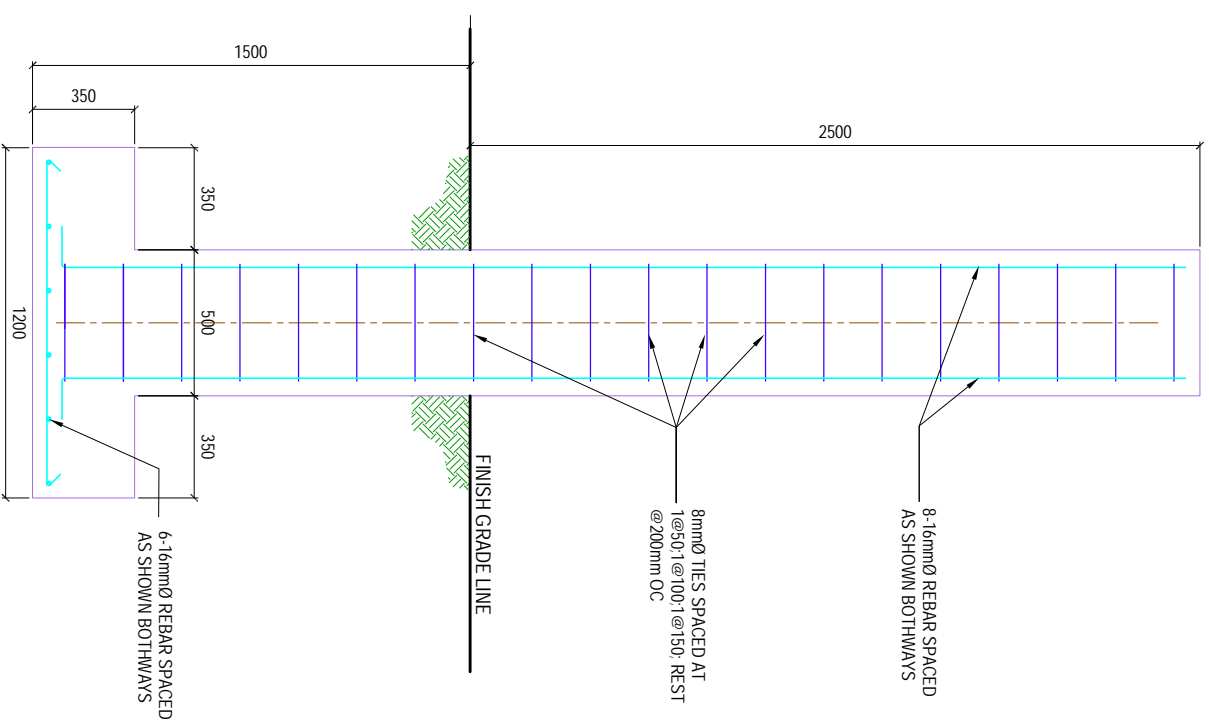 1500
350
2500
350
500
350
1200
FINISH GRADE LINE
8mmØ TIES SPACED AT
1@50;1@100;1@150; REST
@200mm OC
8-16mmØ REBAR SPACED
AS SHOWN BOTHWAYS
6-16mmØ REBAR SPACED
AS SHOWN BOTHWAYS